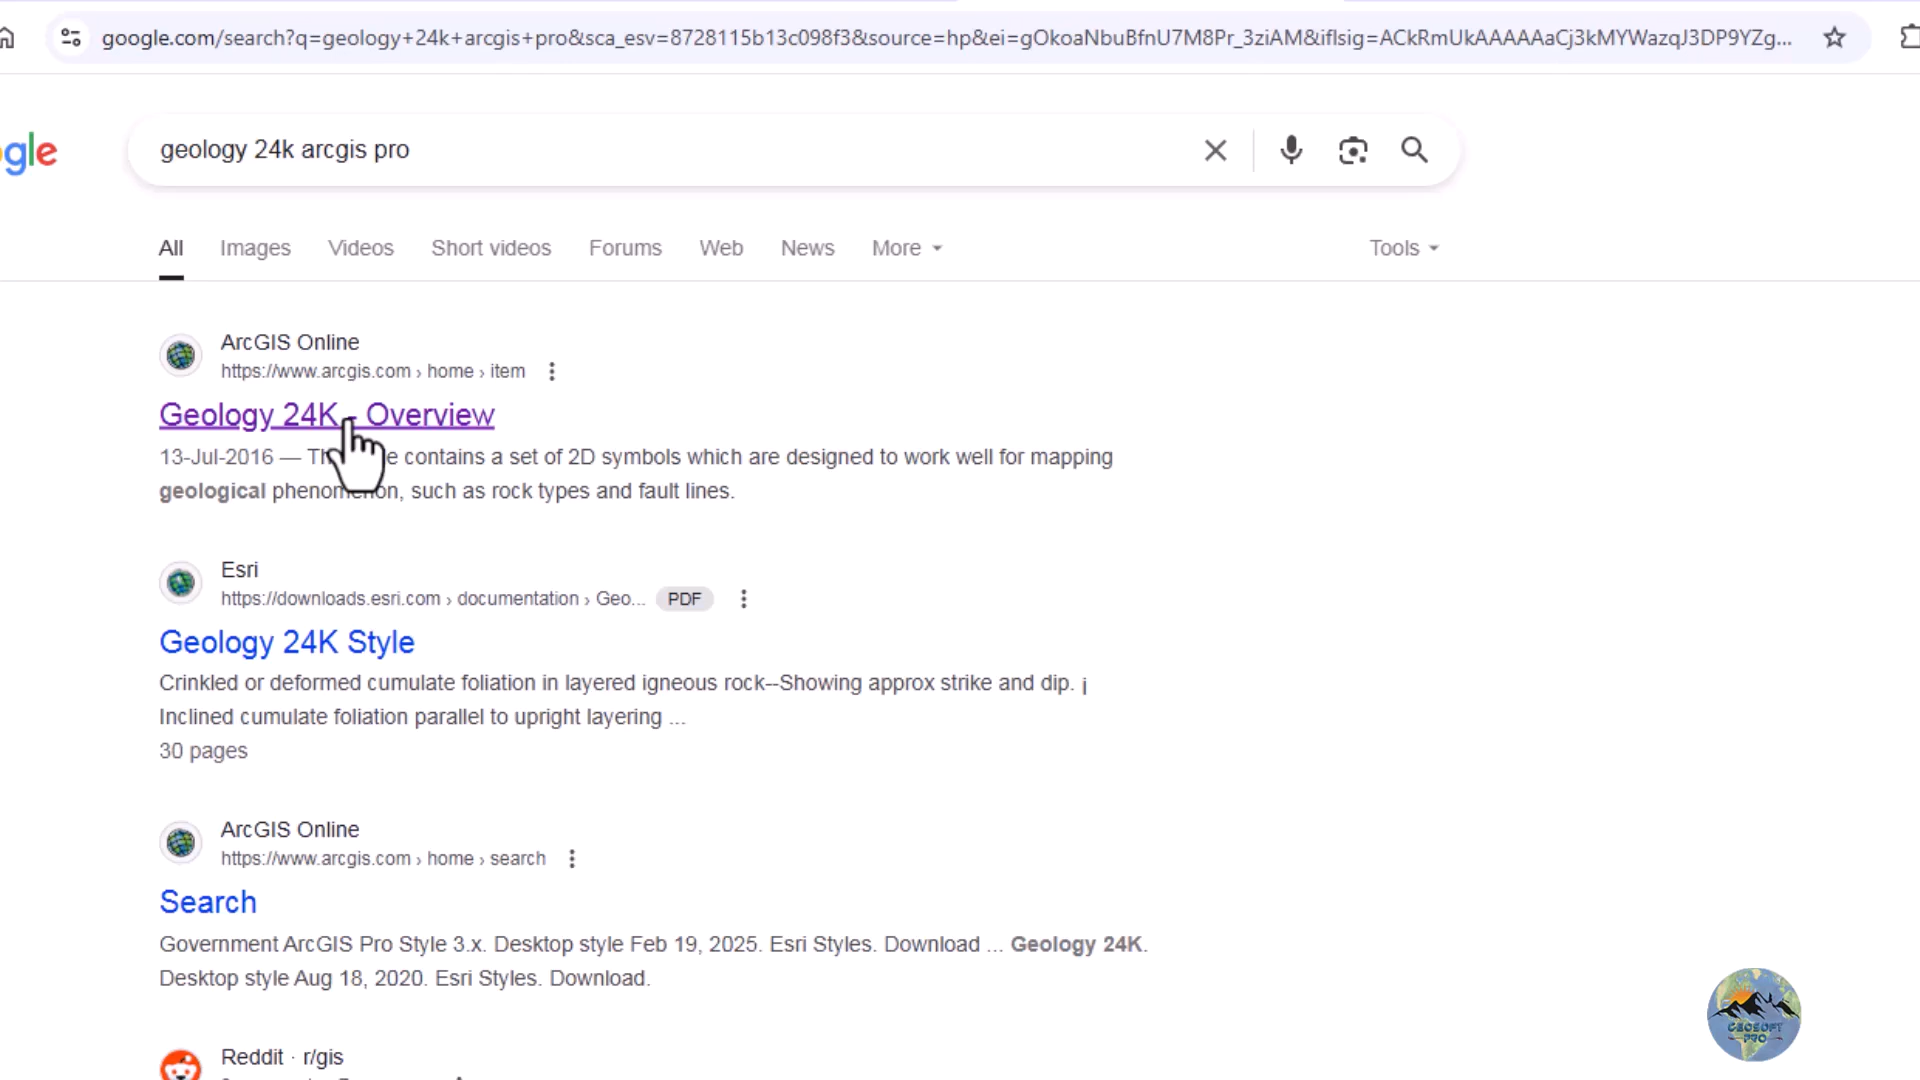 google.com/search?q=geology+24k+arcgis+pro&sca_esv=8728115b13c098f3&source=hp&ei=gOkoaNbuBfnU7M8Pr_3ziAM&iflsig=ACkRmUkAAAAAaCj3kMYWazqJ3DP9YZg...
gle
geology 24k arcgis pro
All Images Videos Short videos Forums Web News More Tools
ArcGIS Online
https://www.arcgis.com › home › item
Geology 24K - Overview
13-Jul-2016 — contains a set of 2D symbols which are designed to work well for mapping
geological phenomenon, such as rock types and fault lines.
Esri
https://downloads.esri.com › documentation › Geo... PDF
Geology 24K Style
Crinkled or deformed cumulate foliation in layered igneous rock--Showing approx strike and dip. ¡
Inclined cumulate foliation parallel to upright layering ...
30 pages
ArcGIS Online
https://www.arcgis.com › home › search
Search
Government ArcGIS Pro Style 3.x. Desktop style Feb 19, 2025. Esri Styles. Download ... Geology 24K.
Desktop style Aug 18, 2020. Esri Styles. Download.
GEOSOFT
PRO
Reddit · r/gis